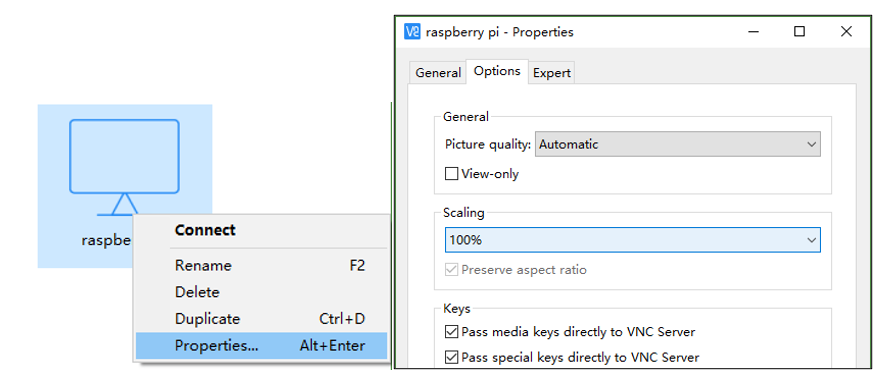 raspbe
Connect
Rename F2
Delete
Duplicate Ctrl+D
Properties... Alt+Enter
raspberry pi - Properties
General Options Expert
General
Picture quality: Automatic
View-only
Scaling
100%
Preserve aspect ratio
Keys
Pass media keys directly to VNC Server
Pass special keys directly to VNC Server